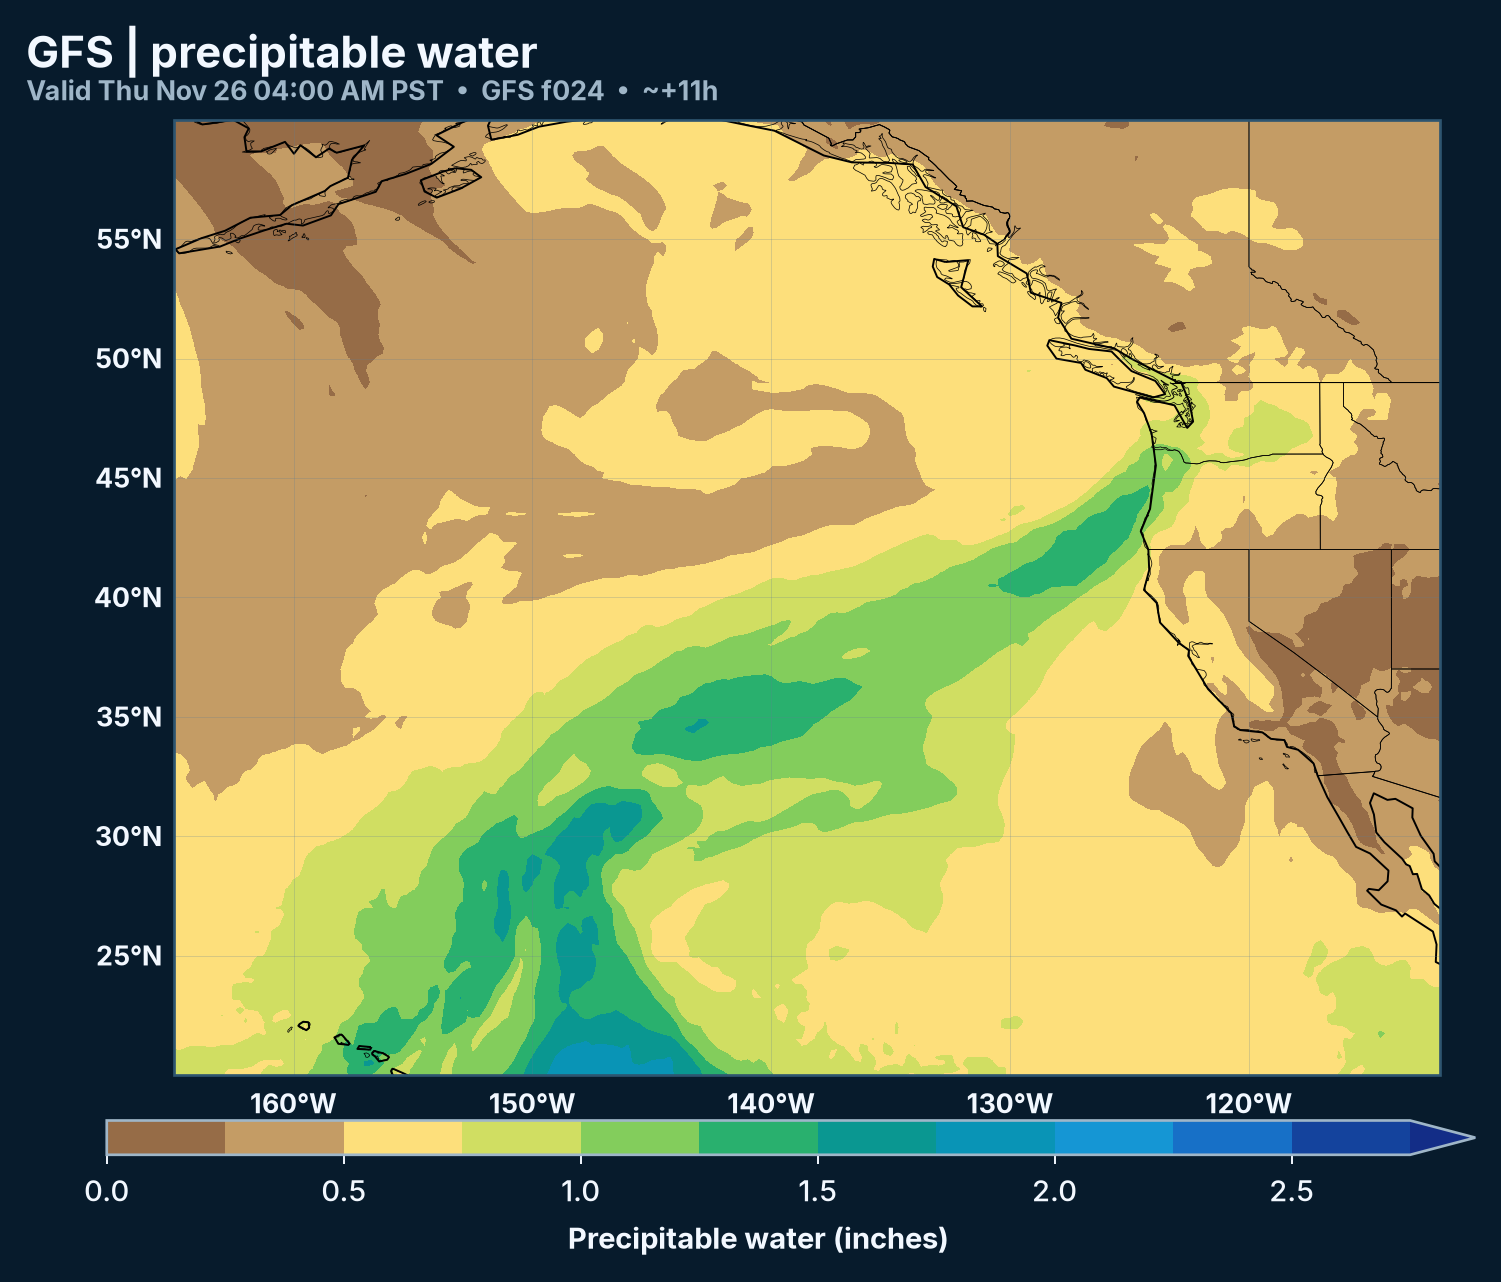 GFS | precipitable water
Valid Thu Nov 26 04:00 AM PST • GFS f024 • ~+11h
55°N
50°N
45°N
40°N
35°N
30°N
25°N
160°W 150°W 140°W 130°W 120°W
0.0 0.5 1.0 1.5 2.0 2.5
Precipitable water (inches)